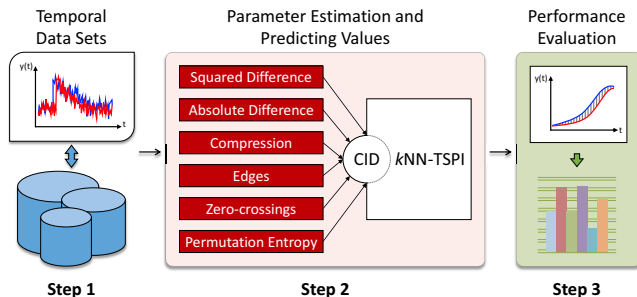 Temporal
Data Sets
Parameter Estimation and
Predicting Values
Performance
Evaluation
y(t)
t
Squared Difference
Absolute Difference
Compression
Edges
Zero-crossings
Permutation Entropy
CID
kNN-TSPI
y(t)
t
Step 1
Step 2
Step 3